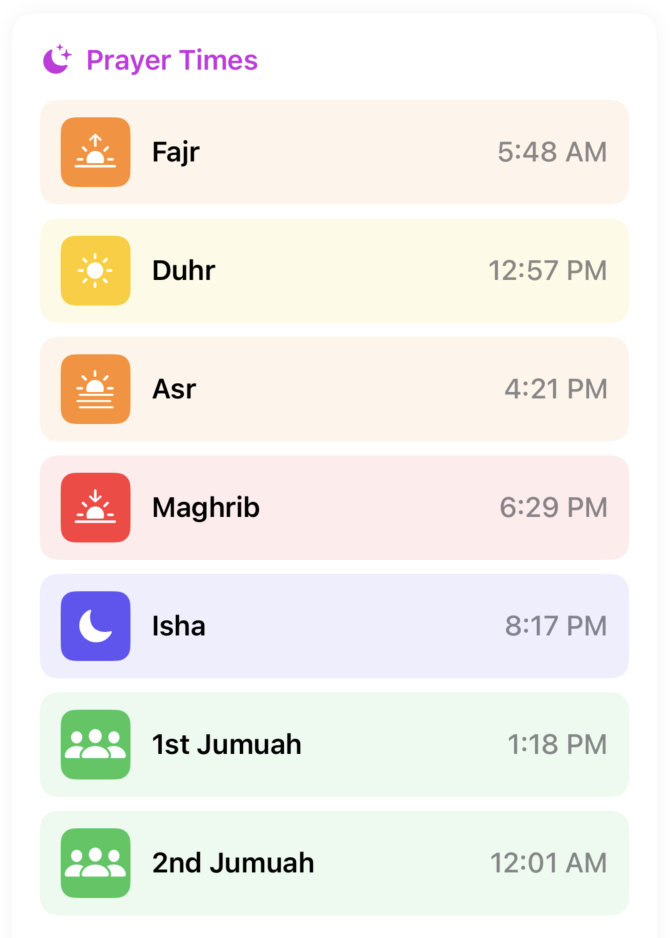 Prayer Times
Fajr 5:48 AM
Duhr 12:57 PM
Asr 4:21 PM
Maghrib 6:29 PM
Isha 8:17 PM
1st Jumuah 1:18 PM
2nd Jumuah 12:01 AM